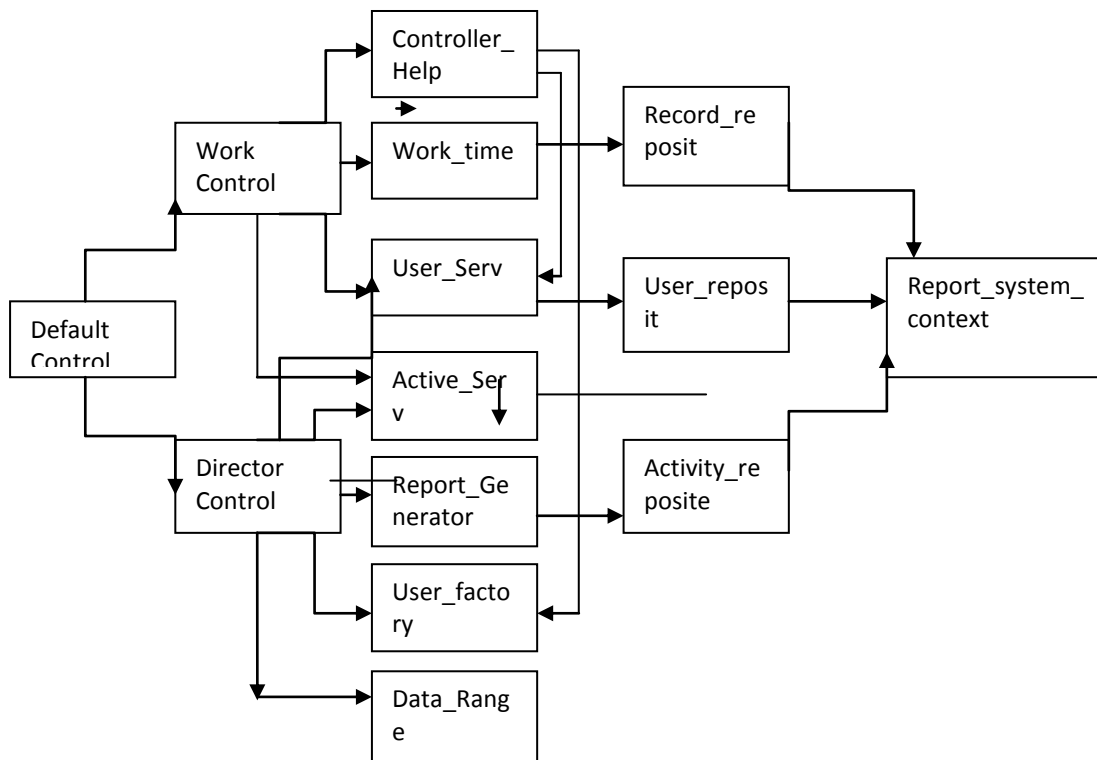 Controller_
Help
Work_time
Work
Control
Record_re
posit
User_Serv
User_repos
it
Report_system_
context
Default
Control
Active_Ser
v
Director
Control
Report_Ge
nerator
Activity_re
posite
User_facto
ry
Data_Rang
e